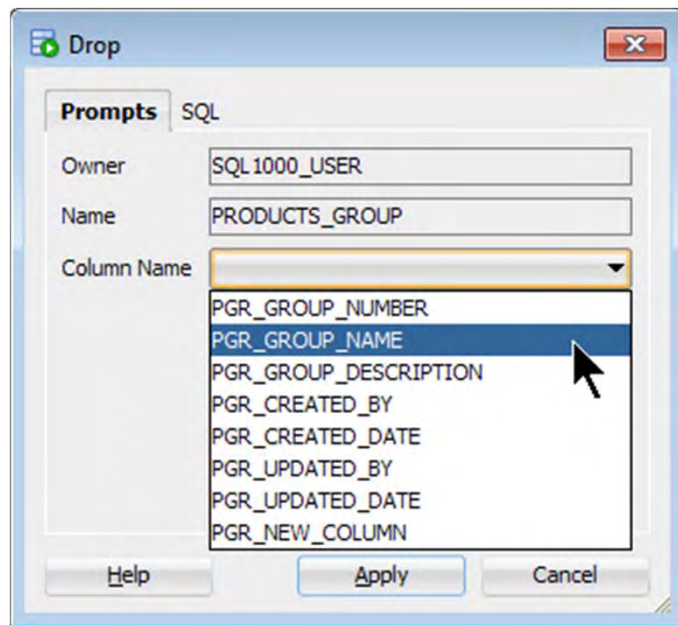 Drop
Prompts SQL
Owner SQL1000_USER
Name PRODUCTS_GROUP
Column Name
PGR_GROUP_NUMBER
PGR_GROUP_NAME
PGR_GROUP_DESCRIPTION
PGR_CREATED_BY
PGR_CREATED_DATE
PGR_UPDATED_BY
PGR_UPDATED_DATE
PGR_NEW_COLUMN
Help Apply Cancel